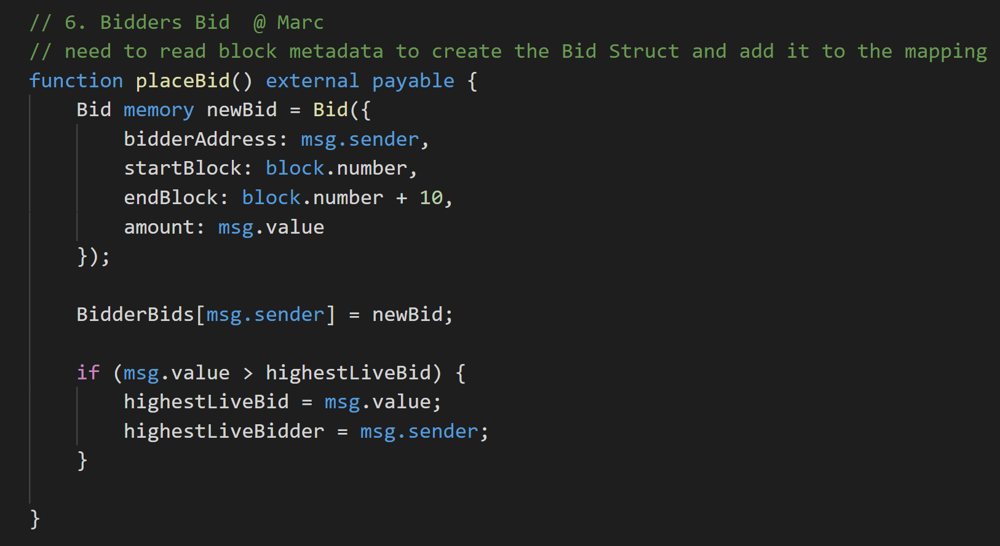 // 6. Bidders Bid  @ Marc
// need to read block metadata to create the Bid Struct and add it to the mapping
function placeBid() external payable {
    Bid memory newBid = Bid({
        bidderAddress: msg.sender,
        startBlock: block.number,
        endBlock: block.number + 10,
        amount: msg.value
    });
    BidderBids[msg.sender] = newBid;
    if (msg.value > highestLiveBid) {
        highestLiveBid = msg.value;
        highestLiveBidder = msg.sender;
    }
}